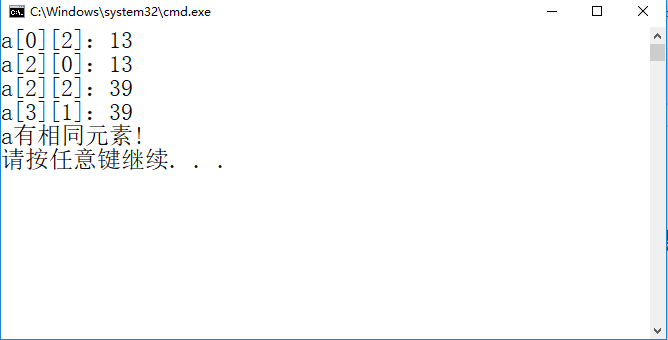 C:\Windows\system32\cmd.exe
a[0][2]：13
a[2][0]：13
a[2][2]：39
a[3][1]：39
a有相同元素!
请按任意键继续. . .